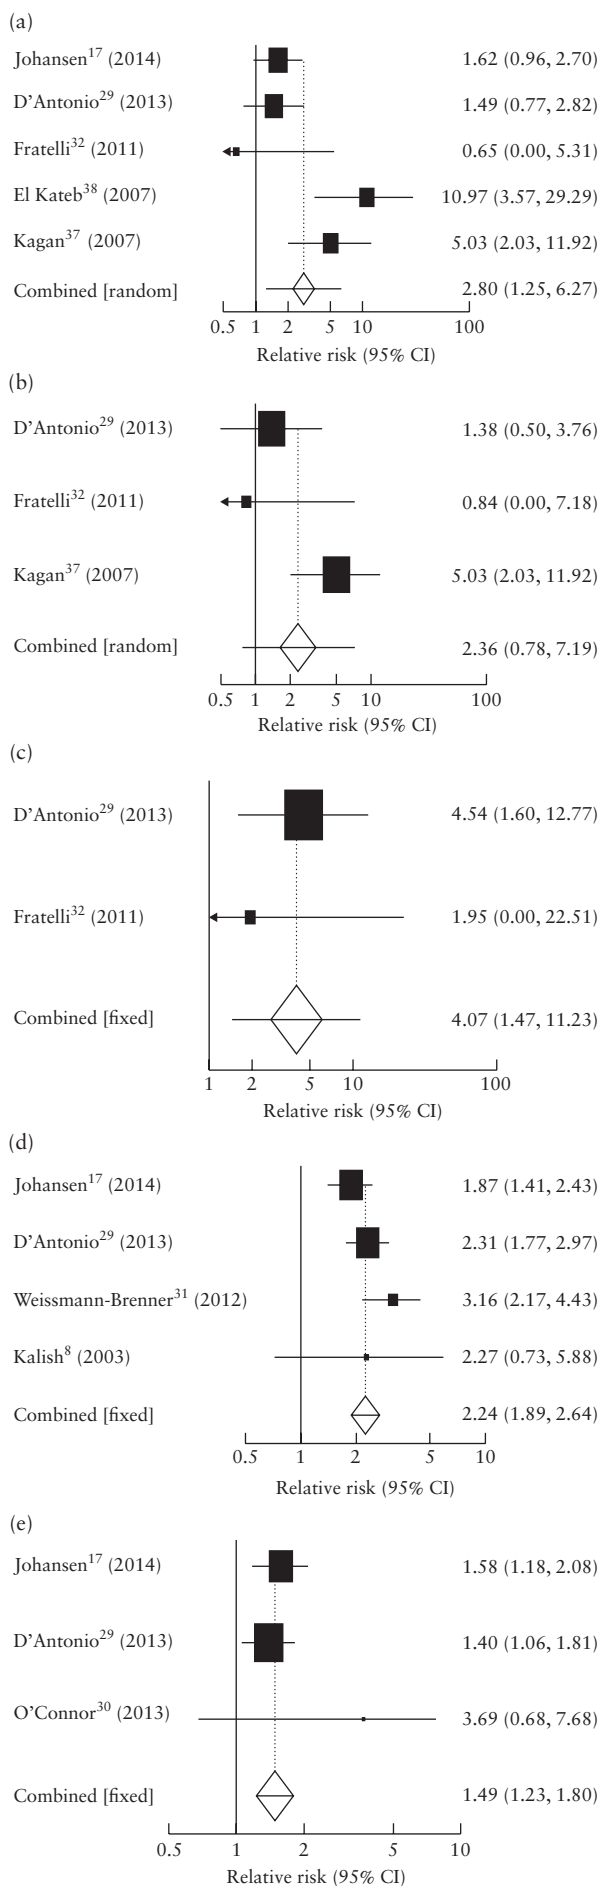 (a)
Johansen17 (2014) 1.62 (0.96, 2.70)
D'Antonio29 (2013) 1.49 (0.77, 2.82)
Fratelli32 (2011) 0.65 (0.00, 5.31)
El Kateb38 (2007) 10.97 (3.57, 29.29)
Kagan37 (2007) 5.03 (2.03, 11.92)
Combined [random] 2.80 (1.25, 6.27)
0.5 1 2 5 10 100
Relative risk (95% CI)
(b)
D'Antonio29 (2013) 1.38 (0.50, 3.76)
Fratelli32 (2011) 0.84 (0.00, 7.18)
Kagan37 (2007) 5.03 (2.03, 11.92)
Combined [random] 2.36 (0.78, 7.19)
0.5 1 2 5 10 100
Relative risk (95% CI)
(c)
D'Antonio29 (2013) 4.54 (1.60, 12.77)
Fratelli32 (2011) 1.95 (0.00, 22.51)
Combined [fixed] 4.07 (1.47, 11.23)
1 2 5 10 100
Relative risk (95% CI)
(d)
Johansen17 (2014) 1.87 (1.41, 2.43)
D'Antonio29 (2013) 2.31 (1.77, 2.97)
Weissmann-Brenner31 (2012) 3.16 (2.17, 4.43)
Kalish8 (2003) 2.27 (0.73, 5.88)
Combined [fixed] 2.24 (1.89, 2.64)
0.5 1 2 5 10
Relative risk (95% CI)
(e)
Johansen17 (2014) 1.58 (1.18, 2.08)
D'Antonio29 (2013) 1.40 (1.06, 1.81)
O'Connor30 (2013) 3.69 (0.68, 7.68)
Combined [fixed] 1.49 (1.23, 1.80)
0.5 1 2 5 10
Relative risk (95% CI)